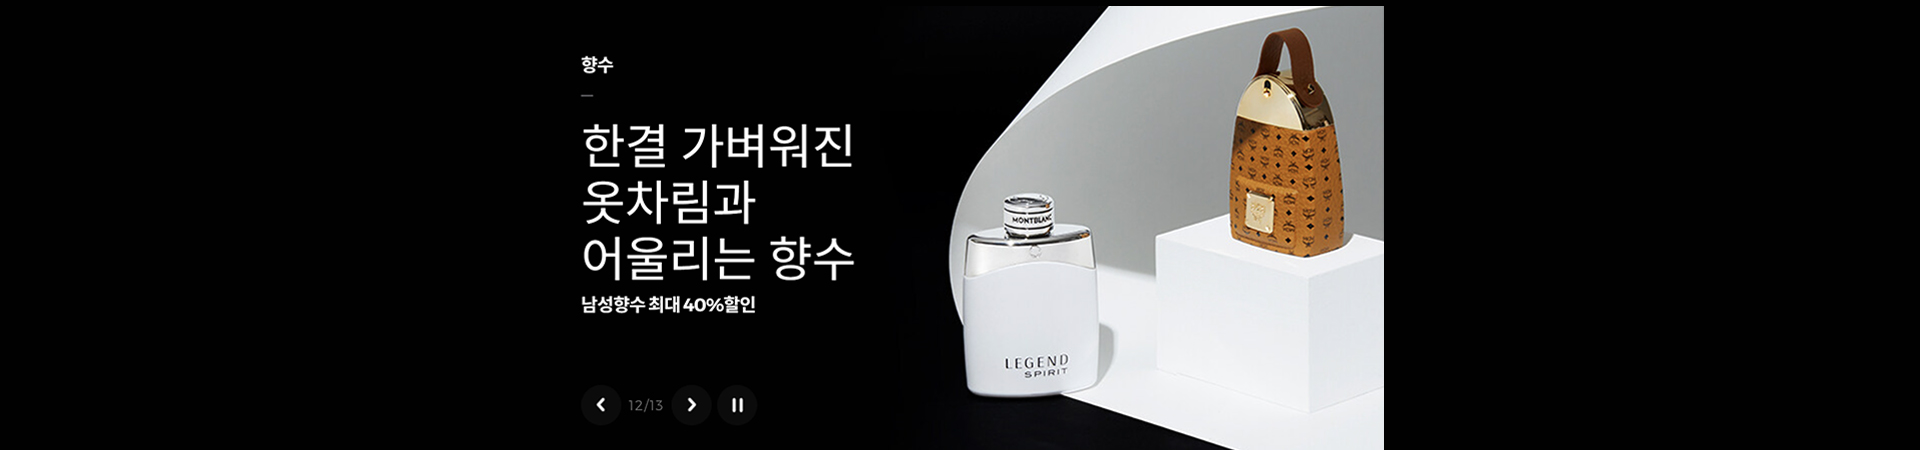 향수
한결 가벼워진
옷차림과
어울리는 향수
남성향수 최대 40%할인
12/13
MONTBLANC
LEGEND
SPIRIT